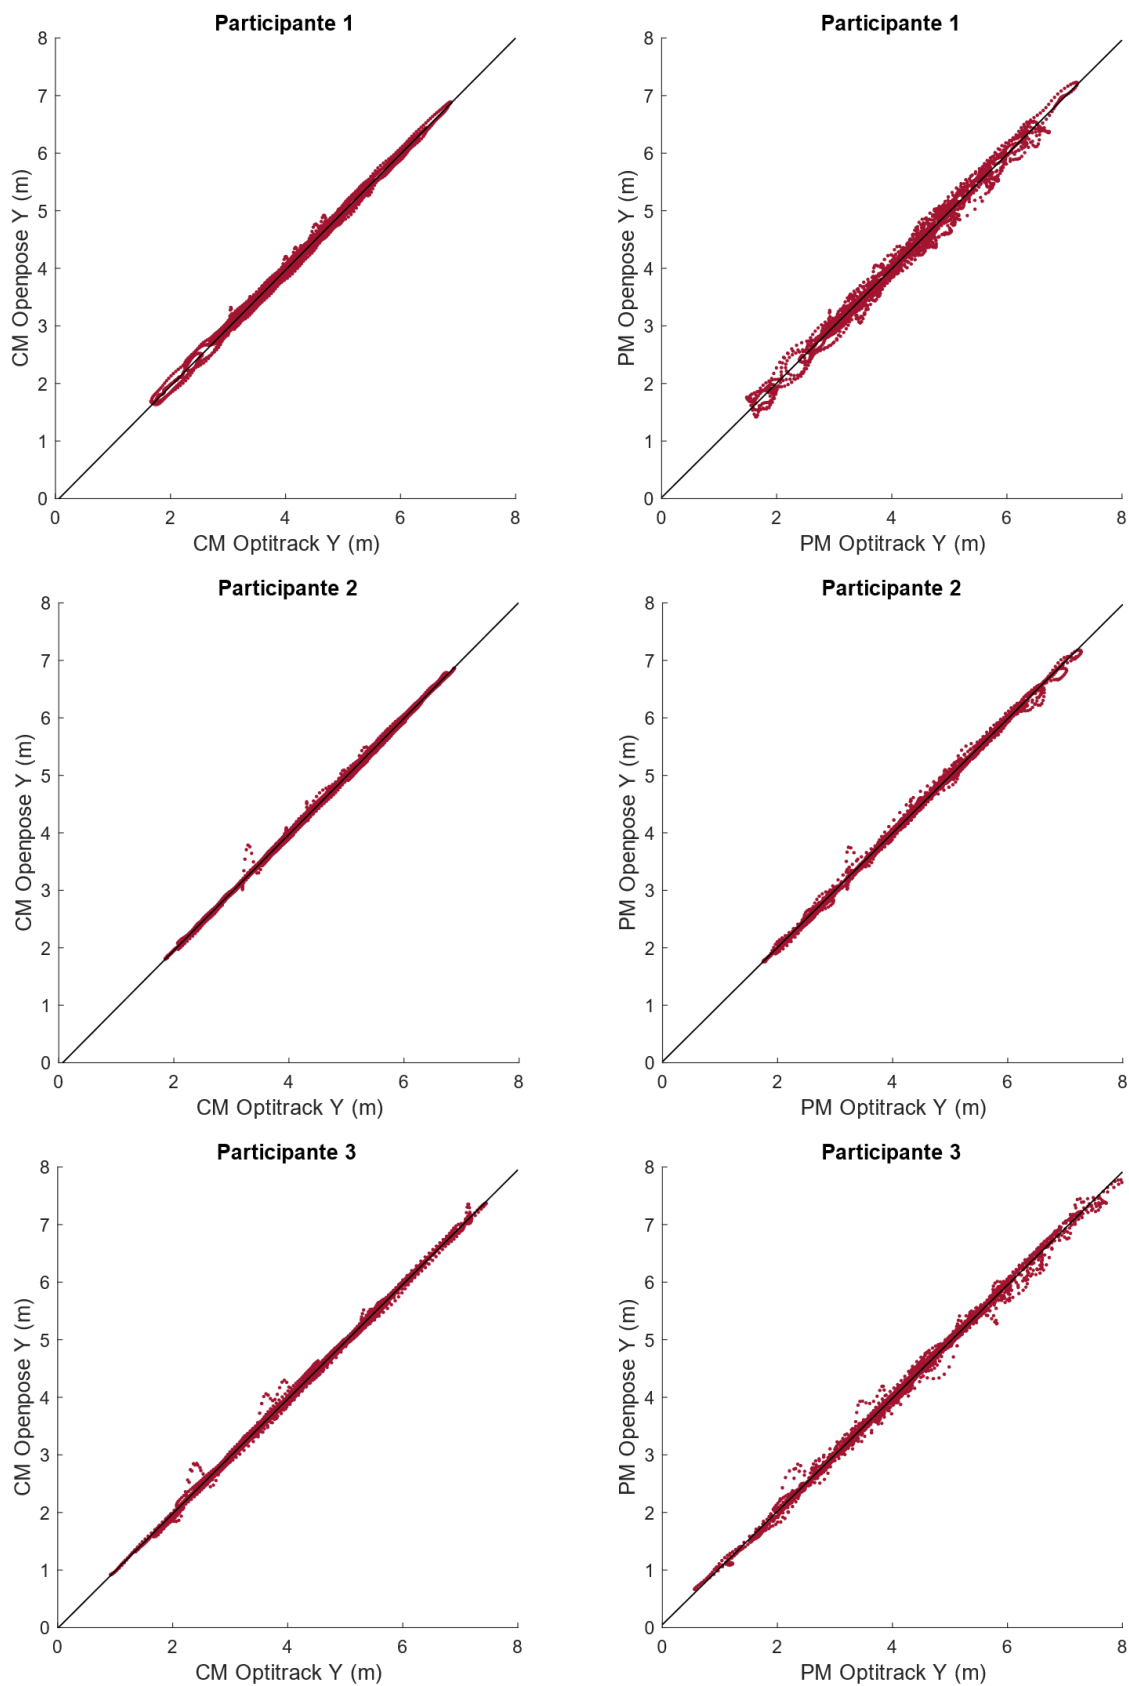 Participante 1
8
7
6
5
4
3
2
1
0
CM Openpose Y (m)
0 2 4 6 8
CM Optitrack Y (m)
Participante 1
8
7
6
5
4
3
2
1
0
PM Openpose Y (m)
0 2 4 6 8
PM Optitrack Y (m)
Participante 2
8
7
6
5
4
3
2
1
0
CM Openpose Y (m)
0 2 4 6 8
CM Optitrack Y (m)
Participante 2
8
7
6
5
4
3
2
1
0
PM Openpose Y (m)
0 2 4 6 8
PM Optitrack Y (m)
Participante 3
8
7
6
5
4
3
2
1
0
CM Openpose Y (m)
0 2 4 6 8
CM Optitrack Y (m)
Participante 3
8
7
6
5
4
3
2
1
0
PM Openpose Y (m)
0 2 4 6 8
PM Optitrack Y (m)